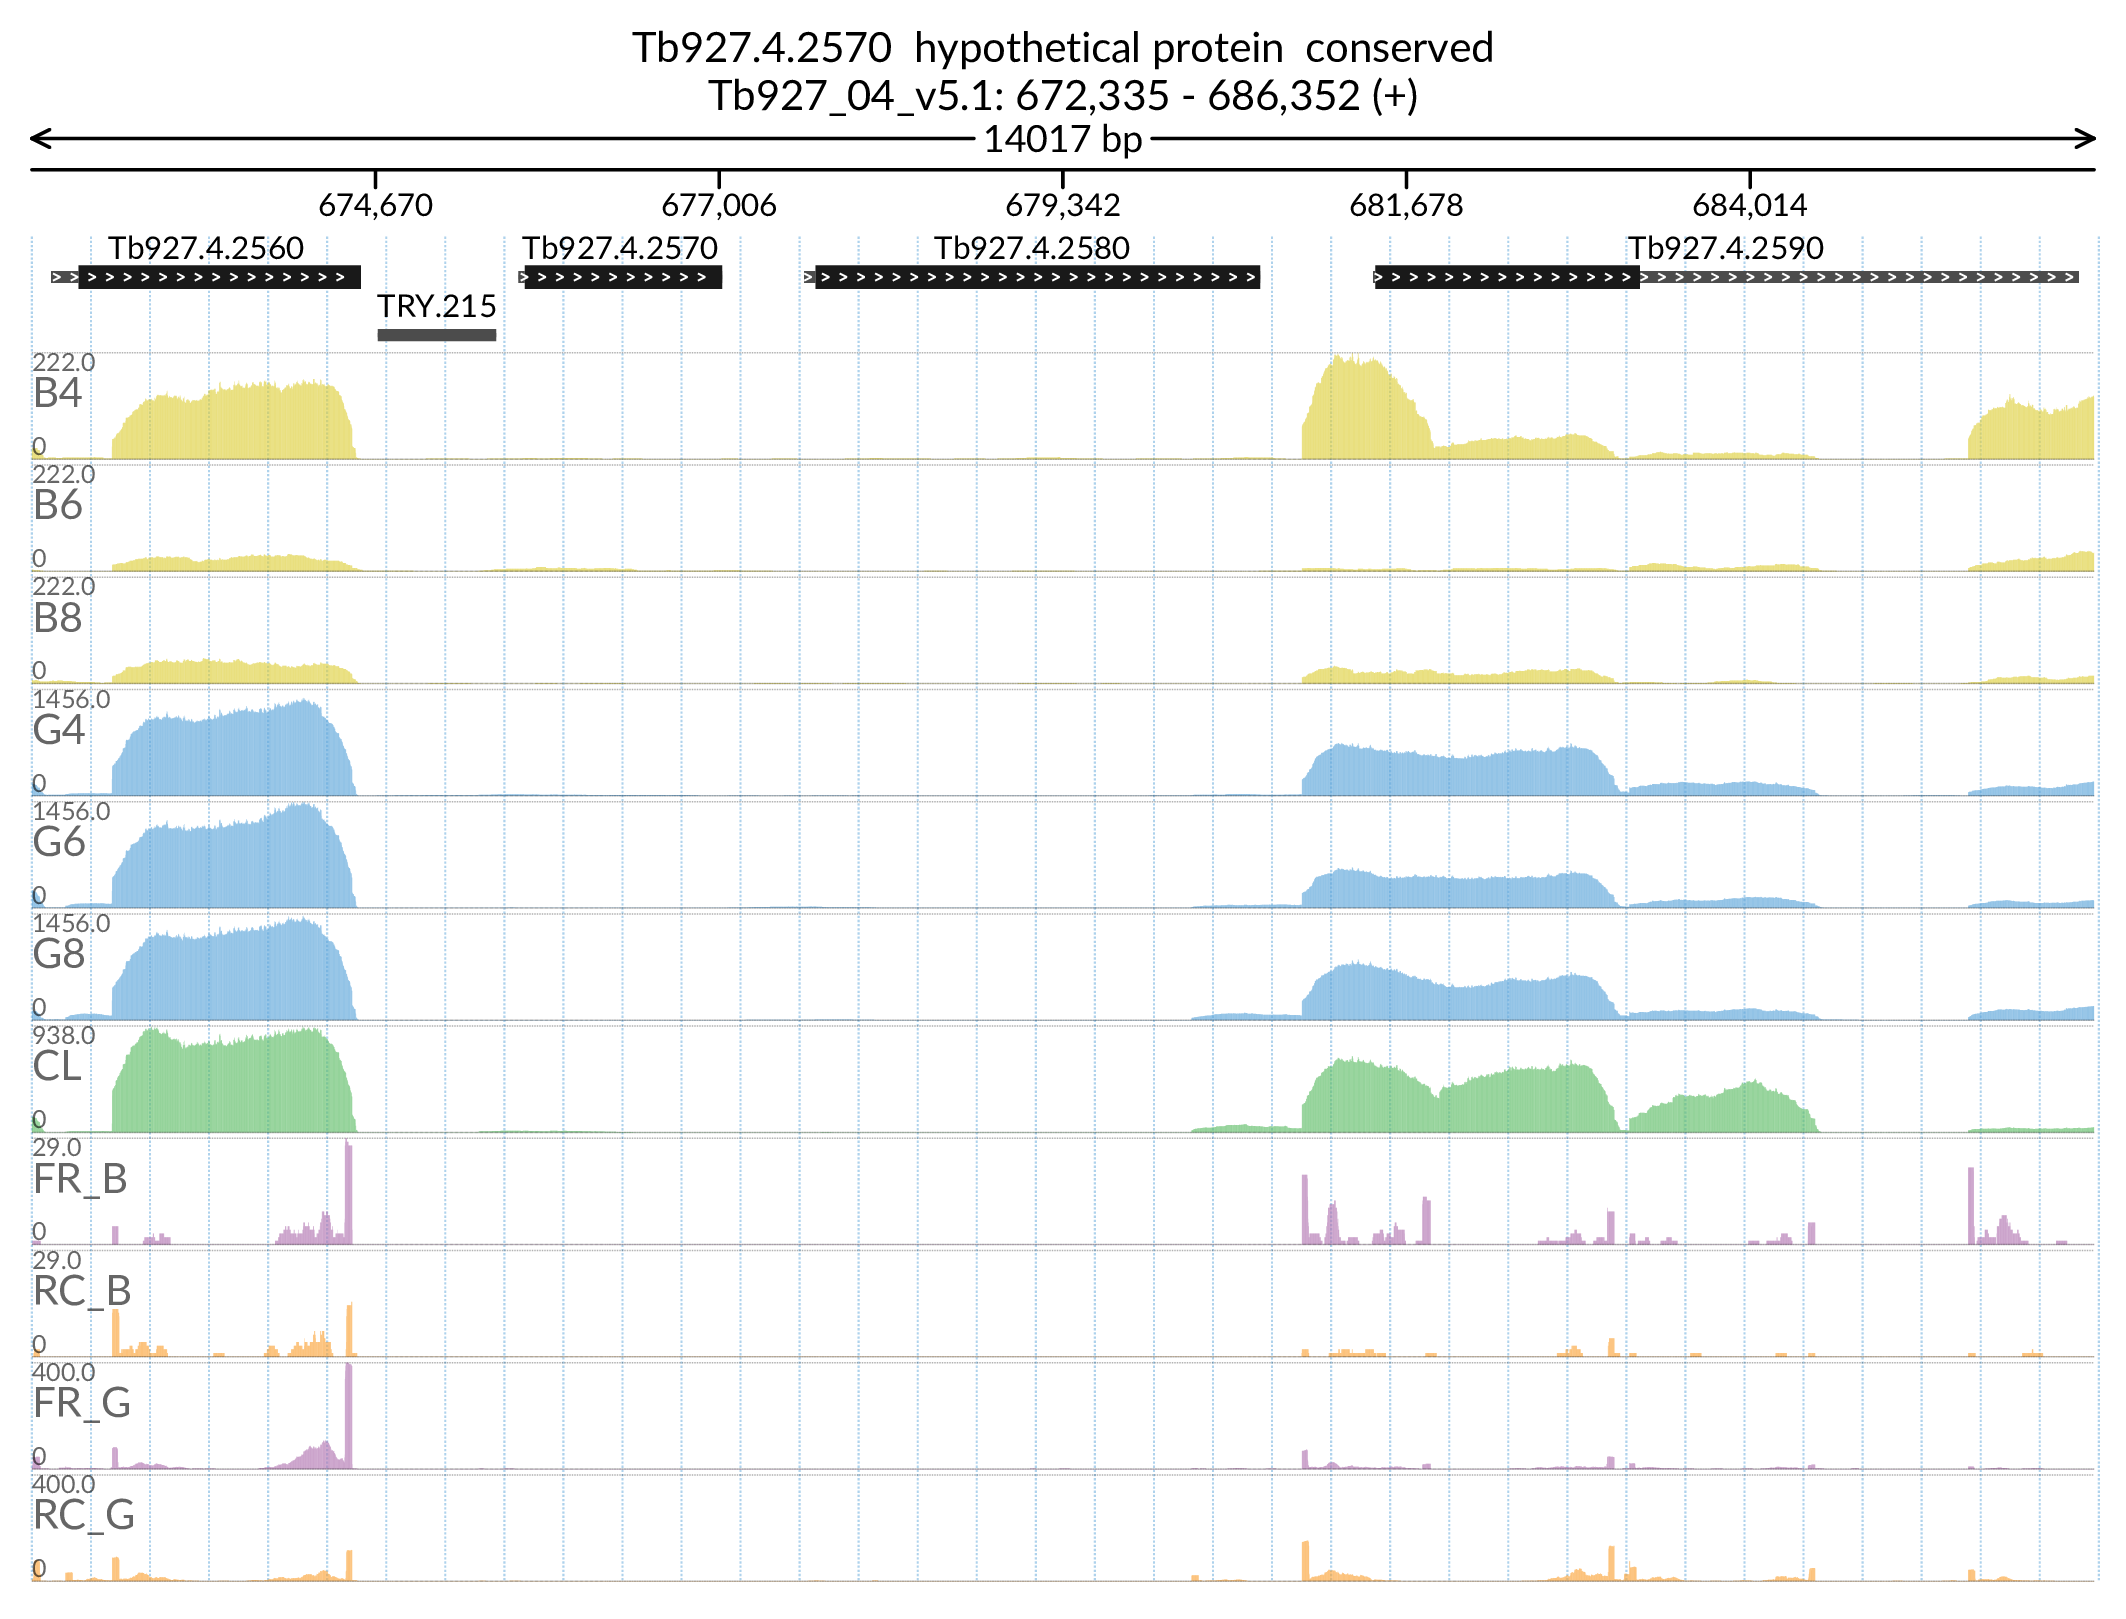 Tb927.4.2570  hypothetical protein  conserved
Tb927_04_v5.1: 672,335 - 686,352 (+)
14017 bp
674,670 677,006 679,342 681,678 684,014
Tb927.4.2560 Tb927.4.2570 Tb927.4.2580 Tb927.4.2590
TRY.215
222.0
B4
0
222.0
B6
0
222.0
B8
0
1456.0
G4
0
1456.0
G6
0
1456.0
G8
0
938.0
CL
0
29.0
FR_B
0
29.0
RC_B
0
400.0
FR_G
0
400.0
RC_G
0